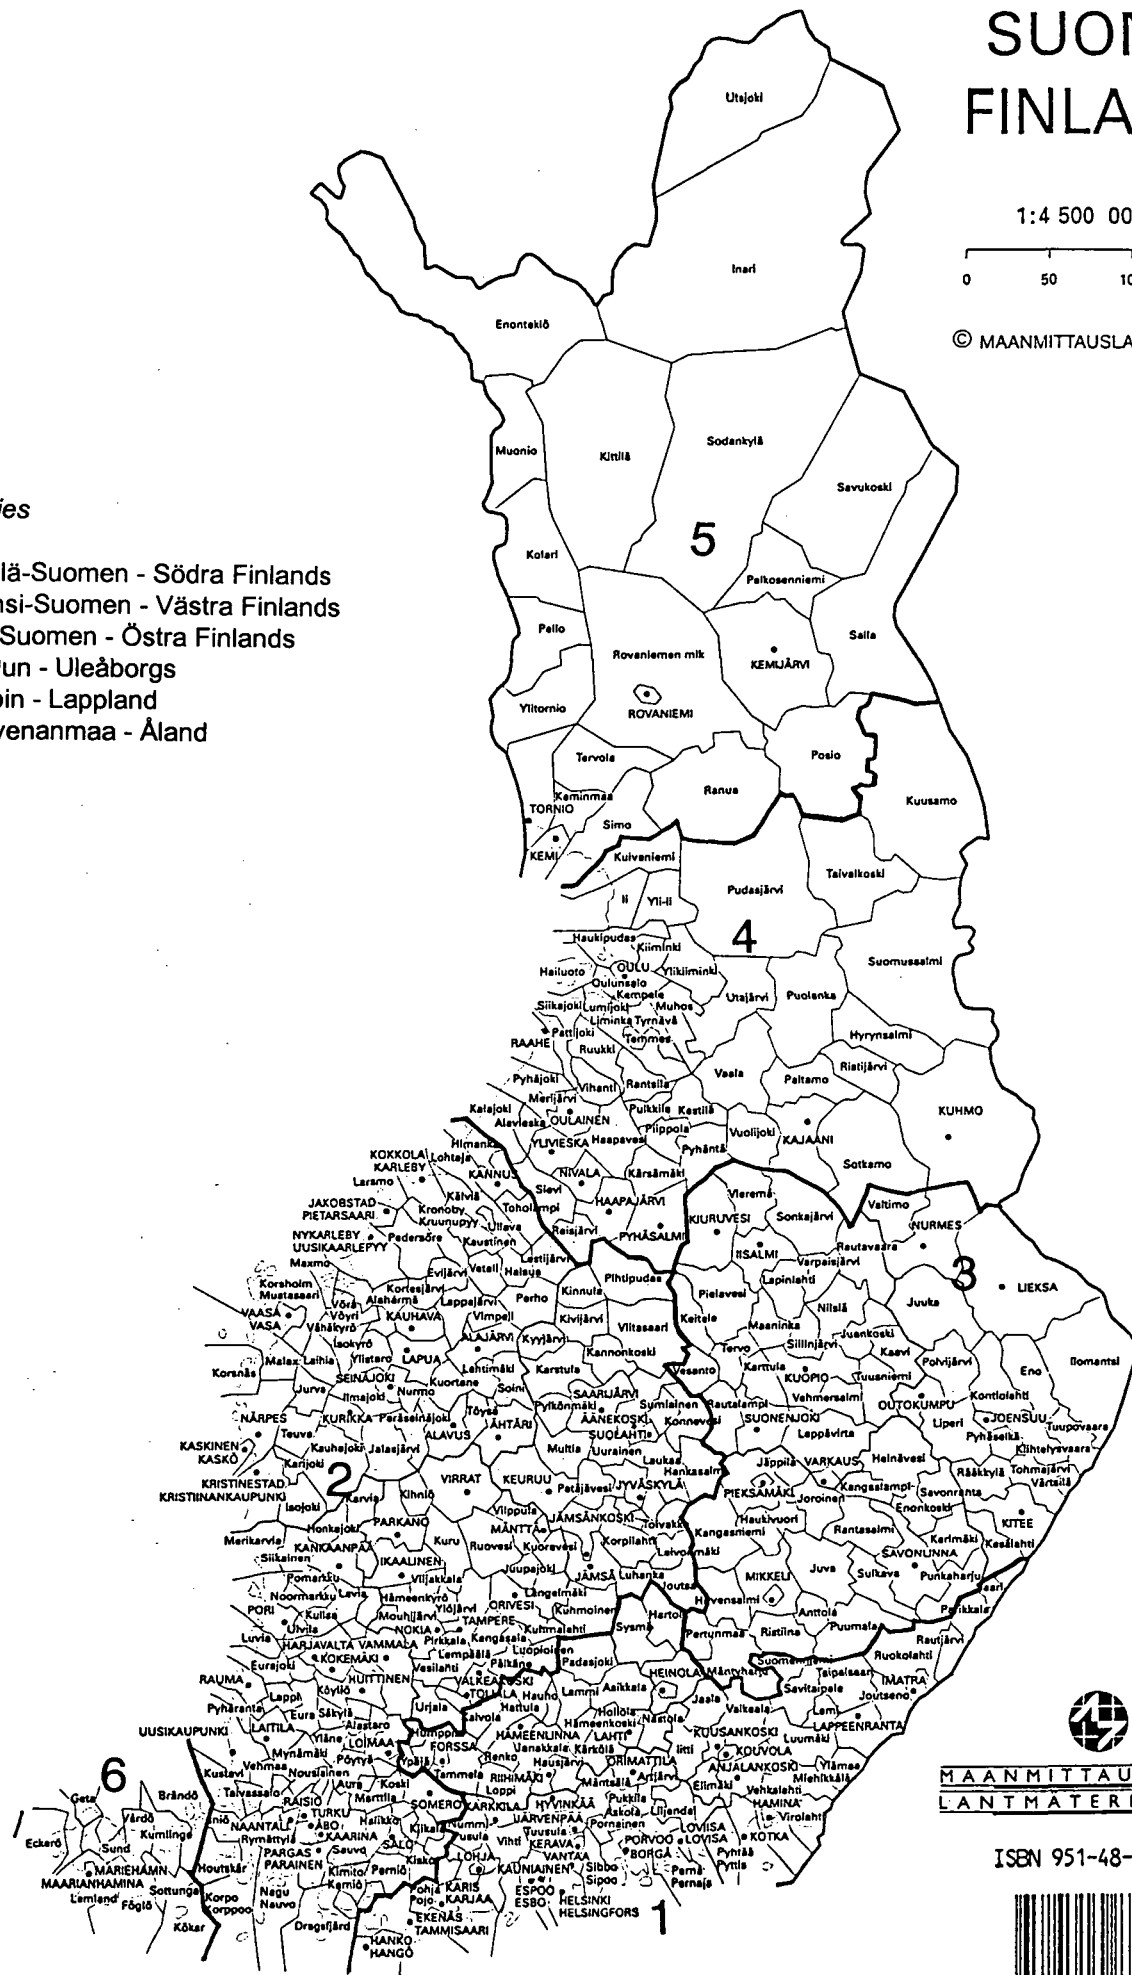 SUOM
FINLA
1:4 500 00
0 50 10
© MAANMITTAUSLA
ies
lä-Suomen - Södra Finlands
nsi-Suomen - Västra Finlands
-Suomen - Östra Finlands
un - Uleåborgs
pin - Lappland
venanmaa - Åland
Utsjoki
Inari
Enontekiö
Muonio
Kittilä
Sodankylä
Savukoski
5
Kolari
Pelkosenniemi
Pello
Rovaniemen mlk
KEMIJÄRVI
Salla
ROVANIEMI
Ylitornio
Tervola
Posio
Ranua
Kuusamo
Keminmaa
TORNIO
Simo
KEMI
Kuivaniemi
Taivalkoski
Pudasjärvi
Ii
Yli-Ii
4
Haukipudas
Kiiminki
Suomussalmi
Hailuoto
OULU
Ylikiiminki
Oulunsalo
Kempele
Utajärvi
Puolanka
Siikajoki
Lumijoki
Muhos
Liminka
Tyrnävä
Hyrynsalmi
Pattijoki
RAAHE
Temmes
Ruukki
Ristijärvi
Vaala
Paltamo
Pyhäjoki
Vihanti
Rantsila
Merijärvi
Kalajoki
Alavieska
OULAINEN
Pulkkila
Kestilä
KUHMO
Piippola
Vuolijoki
KAJAANI
YLIVIESKA
Haapavesi
Pyhäntä
Himanka
KOKKOLA
KARLEBY
Lohtaja
Sotkamo
Larsmo
KANNUS
NIVALA
Kärsämäki
Sievi
Kälviä
HAAPAJÄRVI
Vieremä
Valtimo
JAKOBSTAD
PIETARSAARI
Kronoby
Kruunupyy
Toholampi
KIURUVESI
Sonkajärvi
NURMES
Ullava
Reisjärvi
PYHÄSALMI
NYKARLEBY
UUSIKAARLEPYY
Pedersöre
Kaustinen
IISALMI
Rautavaara
Maxmo
Lestijärvi
Varpaisjärvi
3
LIEKSA
Evijärvi
Veteli
Halsua
Pihtipudas
Lapinlahti
Korsholm
Mustasaari
Kortesjärvi
Kinnula
Pielavesi
Juuka
Vörå
Vöyri
Alahärmä
Lappajärvi
Perho
Nilsiä
VAASA
VASA
KAUHAVA
Vimpeli
Kivijärvi
Viitasaari
Keitele
Maaninka
Vähäkyrö
Isokyrö
ALAJÄRVI
Kyyjärvi
Juankoski
Siilinjärvi
Ylistaro
LAPUA
Kannonkoski
Tervo
Kaavi
Malax
Laihia
Lehtimäki
Karstula
Vesanto
Karttula
Polvijärvi
Eno
Ilomantsi
Korsnäs
SEINÄJOKI
Kuortane
KUOPIO
Tuusniemi
Jurva
Ilmajoki
Nurmo
Soini
SAARIJÄRVI
Vehmersalmi
Kontiolahti
Pylkönmäki
Sumiainen
Rautalampi
OUTOKUMPU
NÄRPES
KURIKKA
Peräseinäjoki
Töysä
ÄÄNEKOSKI
Konnevesi
SUONENJOKI
Liperi
JOENSUU
Tuupovaara
Teuva
ALAVUS
ÄHTÄRI
SUOLAHTI
Leppävirta
Pyhäselkä
KASKINEN
KASKÖ
Kauhajoki
Jalasjärvi
Multia
Uurainen
Kiihtelysvaara
Karijoki
Laukaa
Jäppilä
VARKAUS
Heinävesi
2
Hankasalmi
Rääkkylä
Tohmajärvi
KRISTINESTAD
KRISTIINANKAUPUNKI
VIRRAT
KEURUU
Petäjävesi
JYVÄSKYLÄ
PIEKSAMÄKI
Kangaslampi
Savonranta
Värtsilä
Isojoki
Karvia
Kihniö
Joroinen
Enonkoski
Vilppula
JÄMSÄNKOSKI
Toivakka
Haukivuori
KITEE
Honkajoki
PARKANO
MÄNTTÄ
Kangasniemi
Rantasalmi
Merikarvia
KANKAANPÄÄ
Kuru
Ruovesi
Kuorevesi
Korpilahti
Kerimäki
Kesälahti
Siikainen
IKAALINEN
Leivonmäki
SAVONLINNA
Pomarkku
Viljakkala
Juupajoki
JÄMSÄ
Luhanka
MIKKELI
Juva
Sulkava
Punkaharju
Noormarkku
Lavia
Hämeenkyrö
Längelmäki
Joutsa
Saari
PORI
Kullaa
Mouhijärvi
Ylöjärvi
ORIVESI
Kuhmoinen
Hartola
Hirvensalmi
Anttola
Parikkala
Ulvila
NOKIA
TAMPERE
Sysmä
Pertunmaa
Ristiina
Puumala
Luvia
HARJAVALTA
VAMMALA
Pirkkala
Kangasala
Kuhmalahti
Rautjärvi
Eurajoki
KOKEMÄKI
Lempäälä
Luopioinen
Padasjoki
Suomenniemi
Ruokolahti
Vesilahti
Pälkäne
HEINOLA
Mäntyharju
Taipalsaari
RAUMA
HUITTINEN
VALKEAKOSKI
Savitaipale
IMATRA
Lappi
Köyliö
TOIJALA
Hauho
Lammi
Asikkala
Joutseno
Pyhäranta
Eura
Säkylä
Urjala
Kalvola
Hattula
Jaala
Valkeala
Lemi
UUSIKAUPUNKI
Alastaro
Hollola
Nastola
LAPPEENRANTA
LAITILA
Yläne
LOIMAA
Humppila
FORSSA
HÄMEENLINNA
Hämeenkoski
LAHTI
KUUSANKOSKI
Luumäki
Mynämäki
Pöytyä
Ypäjä
Renko
Janakkala
Kärkölä
Iitti
KOUVOLA
6
Vehmaa
Nousiainen
Hausjärvi
ORIMATTILA
ANJALANKOSKI
Ylämaa
Kustavi
Aura
Koski
Tammela
RIIHIMÄKI
Mäntsälä
Artjärvi
Elimäki
Miehikkälä
Taivassalo
Marttila
Loppi
Vehkalahti
Geta
Brändö
RAISIO
SOMERO
KARKKILA
HYVINKÄÄ
Pukkila
HAMINA
Vårdö
Iniö
NAANTALI
TURKU
ÅBO
Halikko
JÄRVENPÄÄ
Askola
Liljendal
Virolahti
Eckerö
Kumlinge
Rymättylä
KAARINA
Kiikala
Nummi
Pusula
Tuusula
Pornainen
LOVIISA
LOVISA
KOTKA
Sund
PARGAS
PARAINEN
Sauvo
SALO
Vihti
KERAVA
PORVOO
BORGÅ
Pyhtää
Pyttis
MARIEHAMN
MAARIANHAMINA
Houtskär
Kimito
Kemiö
Perniö
Kisko
LOHJA
VANTAA
KAUNIAINEN
Sibbo
Sipoo
Pernå
Pernaja
Lemland
Sottunga
Korpo
Korppoo
Nagu
Nauvo
Pohja
Pojo
KARIS
KARJAA
ESPOO
ESBO
HELSINKI
HELSINGFORS
1
Föglö
Kökar
Dragsfjärd
EKENÄS
TAMMISAARI
HANKO
HANGÖ
MAANMITTAU
LANTMÄTERI
ISBN 951-48-